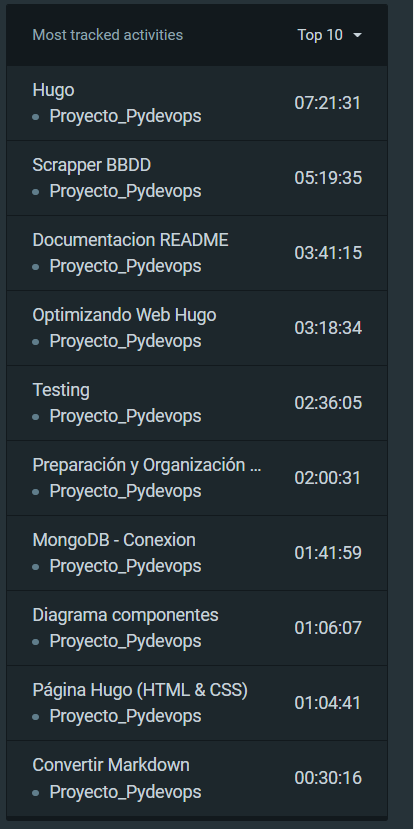 Most tracked activities Top 10
Hugo
Proyecto_Pydevops 07:21:31
Scrapper BBDD
Proyecto_Pydevops 05:19:35
Documentacion README
Proyecto_Pydevops 03:41:15
Optimizando Web Hugo
Proyecto_Pydevops 03:18:34
Testing
Proyecto_Pydevops 02:36:05
Preparación y Organización ...
Proyecto_Pydevops 02:00:31
MongoDB - Conexion
Proyecto_Pydevops 01:41:59
Diagrama componentes
Proyecto_Pydevops 01:06:07
Página Hugo (HTML & CSS)
Proyecto_Pydevops 01:04:41
Convertir Markdown
Proyecto_Pydevops 00:30:16